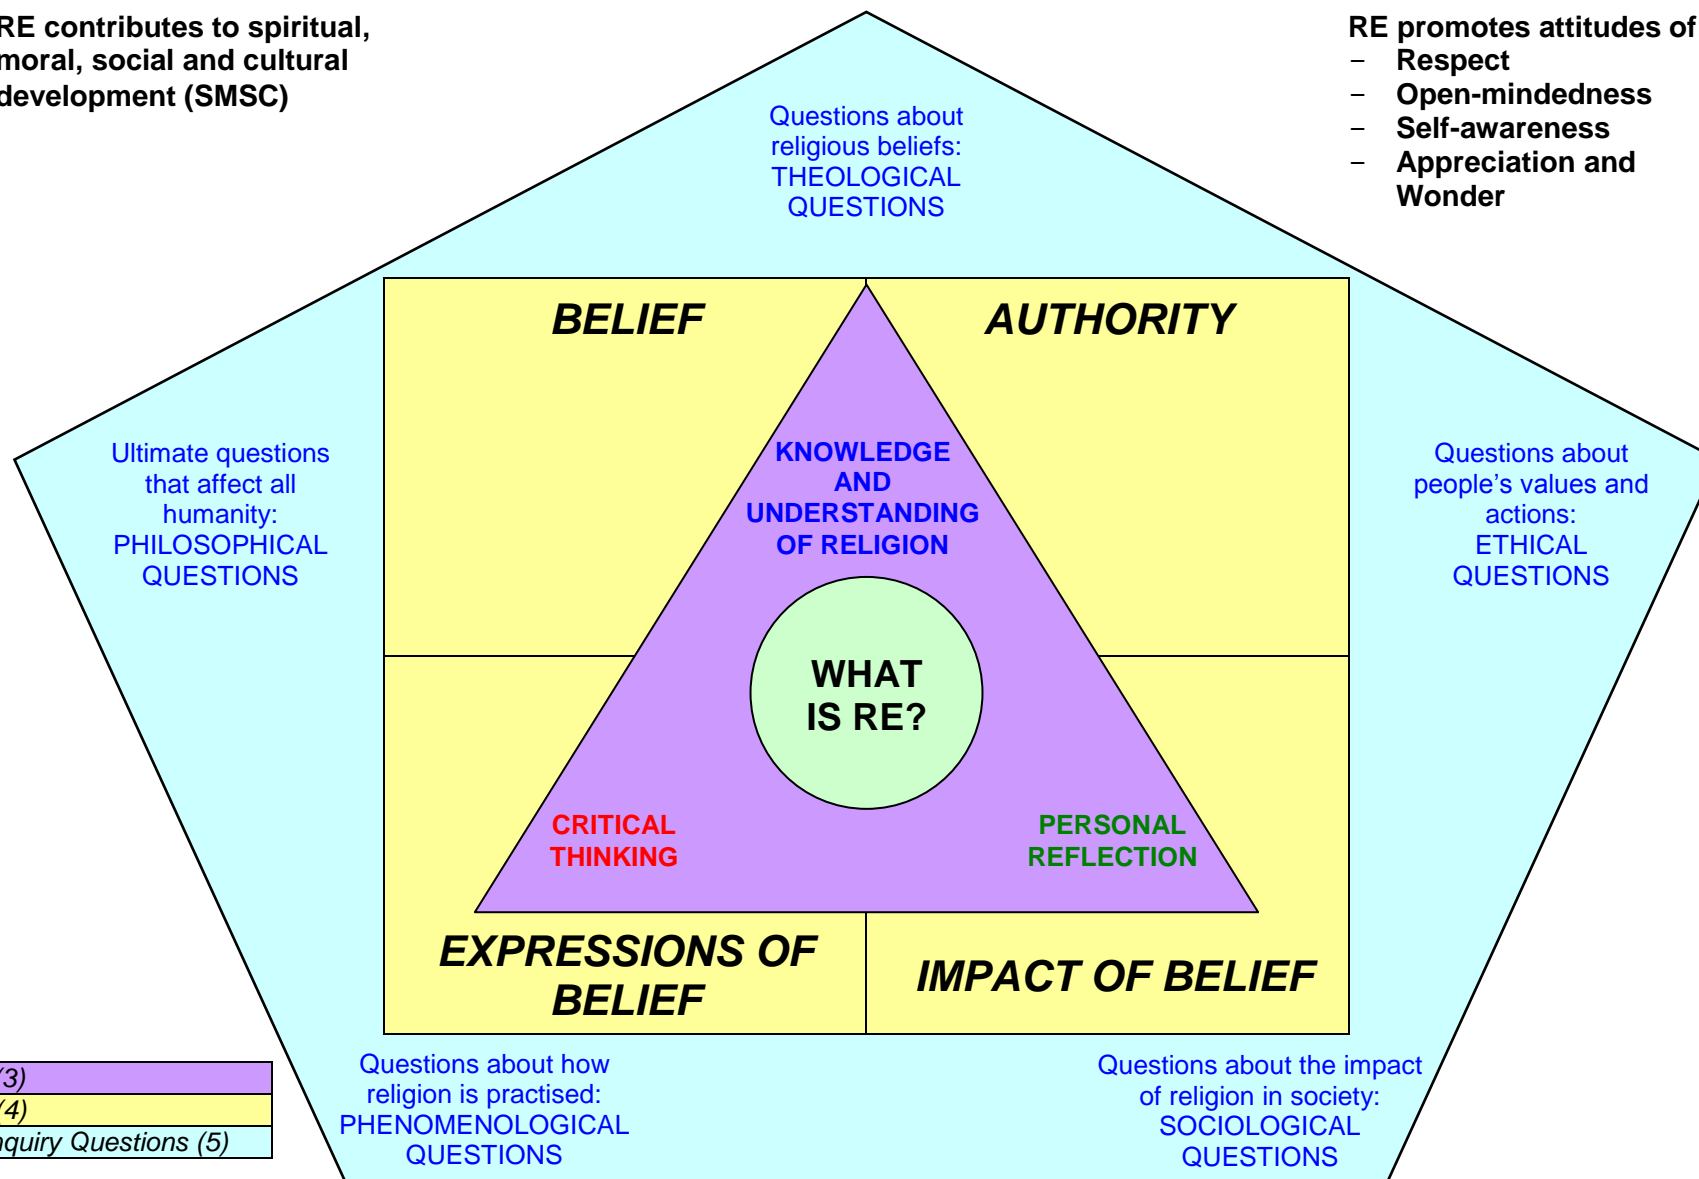 RE contributes to spiritual,
moral, social and cultural
development (SMSC)
RE promotes attitudes of
– Respect
– Open-mindedness
– Self-awareness
– Appreciation and
Wonder
Questions about
religious beliefs:
THEOLOGICAL
QUESTIONS
BELIEF
AUTHORITY
Ultimate questions
that affect all
humanity:
PHILOSOPHICAL
QUESTIONS
KNOWLEDGE
AND
UNDERSTANDING
OF RELIGION
Questions about
people’s values and
actions:
ETHICAL
QUESTIONS
WHAT
IS RE?
CRITICAL
THINKING
PERSONAL
REFLECTION
EXPRESSIONS OF
BELIEF
IMPACT OF BELIEF
(3)
(4)
nquiry Questions (5)
Questions about how
religion is practised:
PHENOMENOLOGICAL
QUESTIONS
Questions about the impact
of religion in society:
SOCIOLOGICAL
QUESTIONS